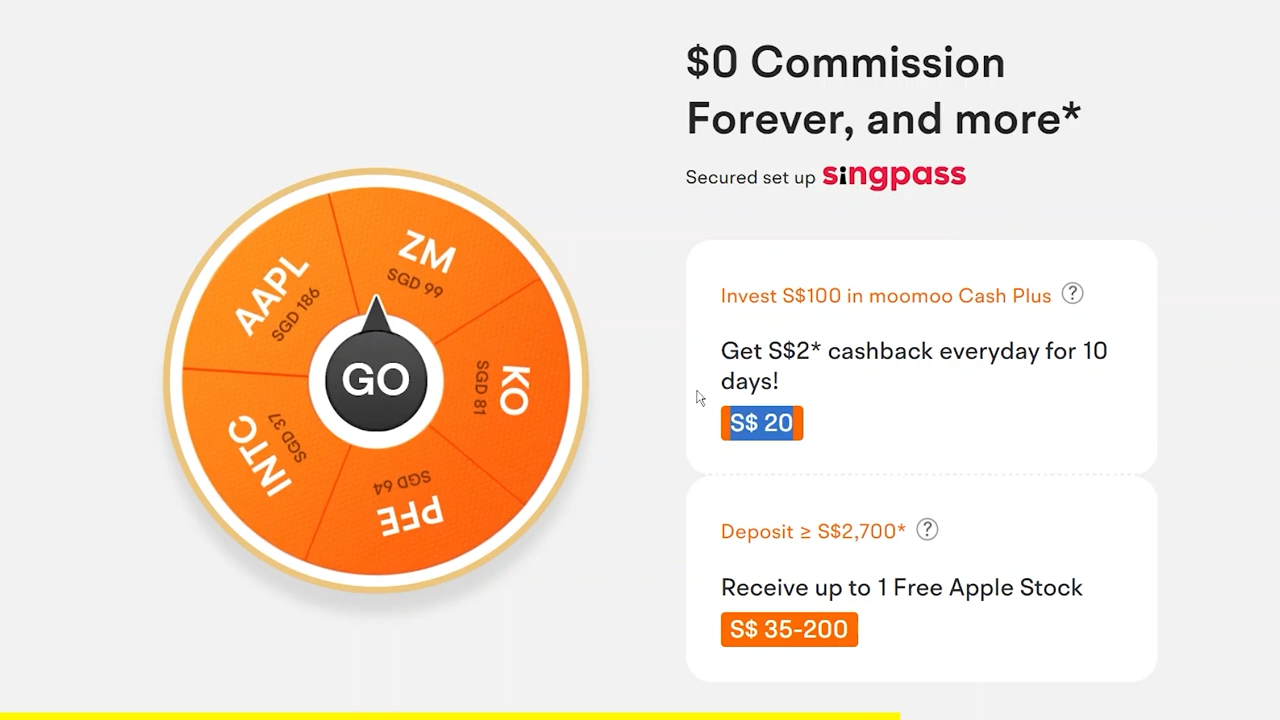 $0 Commission
Forever, and more*
Secured set up singpass
AAPL
SGD 186
ZM
SGD 99
KO
SGD 81
PFE
SGD 64
INTC
SGD 37
GO
Invest S$100 in moomoo Cash Plus ?
Get S$2* cashback everyday for 10
days!
S$ 20
Deposit ≥ S$2,700* ?
Receive up to 1 Free Apple Stock
S$ 35-200